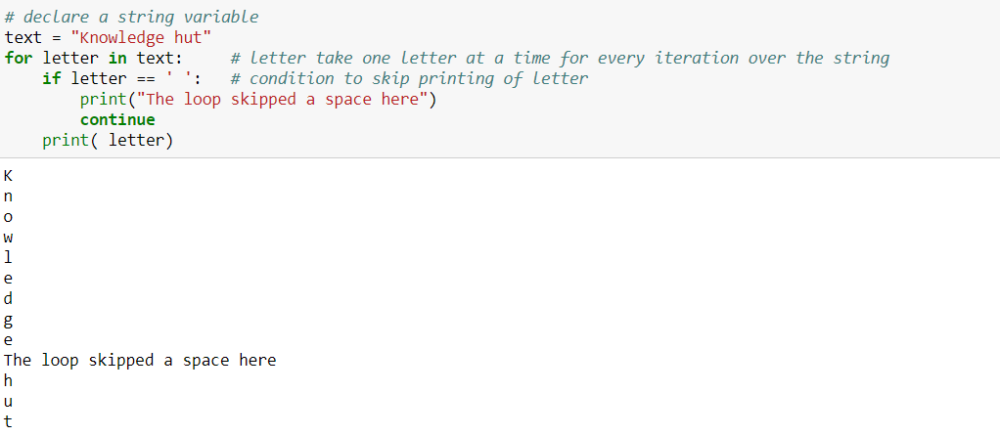 # declare a string variable
text = "Knowledge hut"
for letter in text:     # letter take one letter at a time for every iteration over the string
    if letter == ' ':   # condition to skip printing of letter
        print("The loop skipped a space here")
        continue
    print( letter)
K
n
o
w
l
e
d
g
e
The loop skipped a space here
h
u
t